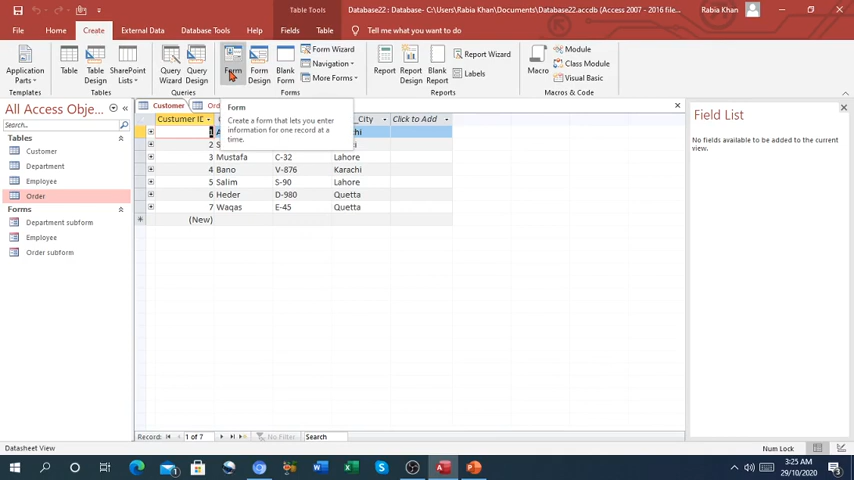 Table Tools
Database22 : Database- C:\Users\Rabia Khan\Documents\Database22.accdb (Access 2007 - 2016 file...
Rabia Khan
File Home Create External Data Database Tools Help Fields Table Tell me what you want to do
Application Parts
Table
Table Design
SharePoint Lists
Query Wizard
Query Design
Form
Form Design
Blank Form
Form Wizard
Navigation
More Forms
Report
Report Design
Blank Report
Report Wizard
Labels
Macro
Module
Class Module
Visual Basic
Templates Tables Queries Forms Reports Macros & Code
Form
Create a form that lets you enter
information for one record at a
time.
All Access Obje...
Search...
Tables
Customer
Department
Employee
Order
Forms
Department subform
Employee
Order subform
Customer
Customer ID _City Click to Add
1
2
3 Mustafa C-32 Lahore
4 Bano V-876 Karachi
5 Salim S-90 Lahore
6 Heder D-980 Quetta
7 Waqas E-45 Quetta
(New)
Record: 1 of 7 No Filter Search
Field List
No fields available to be added to the current
view.
Datasheet View
Num Lock
3:25 AM
29/10/2020